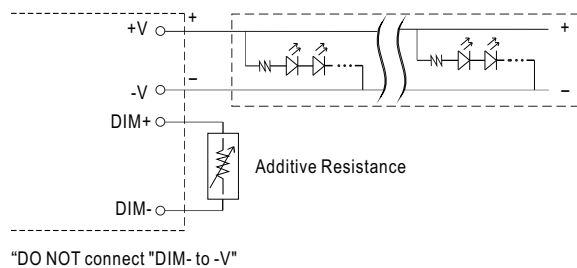 +V
+
+
-V
−
−
DIM+
Additive Resistance
DIM-
“DO NOT connect "DIM- to -V"